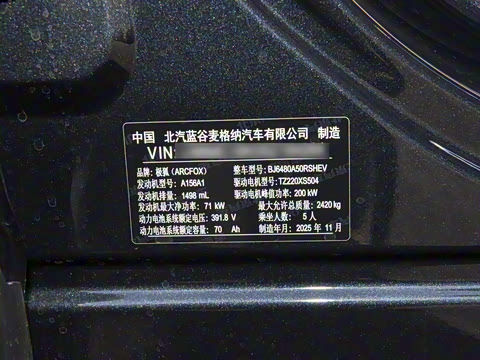 中国 北汽蓝谷麦格纳汽车有限公司 制造
VIN:
品牌: 极狐(ARCFOX) 整车型号: BJ6480A50RSHEV
发动机型号: A156A1 驱动电机型号: TZ220XS504
发动机排量: 1498 mL 驱动电机峰值功率: 200 kW
发动机最大净功率: 71 kW 最大允许总质量: 2420 kg
动力电池系统额定电压: 391.8 V 乘坐人数: 5 人
动力电池系统额定容量: 70 Ah 制造年月: 2025 年 11 月